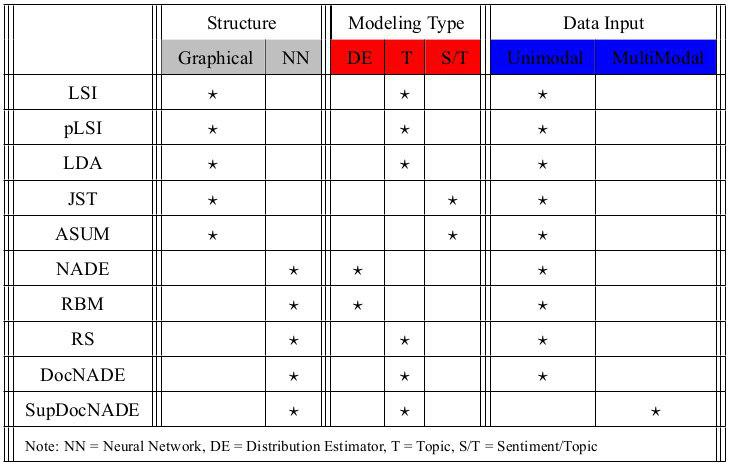 Structure Modeling Type Data Input
Graphical NN DE T S/T Unimodal MultiModal
LSI ⋆ ⋆ ⋆
pLSI ⋆ ⋆ ⋆
LDA ⋆ ⋆ ⋆
JST ⋆ ⋆ ⋆
ASUM ⋆ ⋆ ⋆
NADE ⋆ ⋆ ⋆
RBM ⋆ ⋆ ⋆
RS ⋆ ⋆ ⋆
DocNADE ⋆ ⋆ ⋆
SupDocNADE ⋆ ⋆ ⋆
Note: NN = Neural Network, DE = Distribution Estimator, T = Topic, S/T = Sentiment/Topic